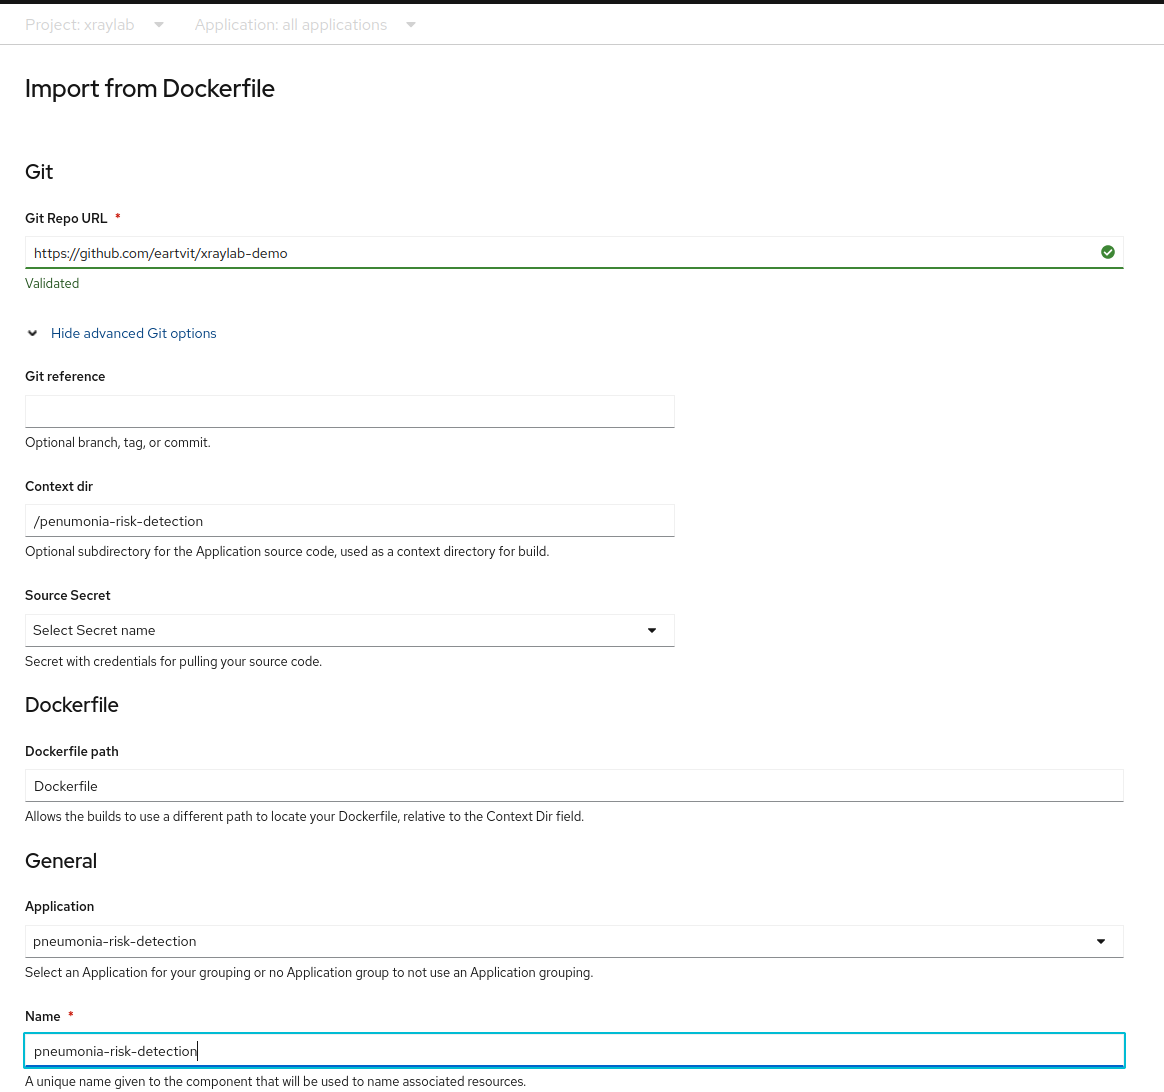 Project: xraylab Application: all applications
Import from Dockerfile
Git
Git Repo URL *
https://github.com/eartvit/xraylab-demo
Validated
Hide advanced Git options
Git reference
Optional branch, tag, or commit.
Context dir
/penumonia-risk-detection
Optional subdirectory for the Application source code, used as a context directory for build.
Source Secret
Select Secret name
Secret with credentials for pulling your source code.
Dockerfile
Dockerfile path
Dockerfile
Allows the builds to use a different path to locate your Dockerfile, relative to the Context Dir field.
General
Application
pneumonia-risk-detection
Select an Application for your grouping or no Application group to not use an Application grouping.
Name *
pneumonia-risk-detection
A unique name given to the component that will be used to name associated resources.